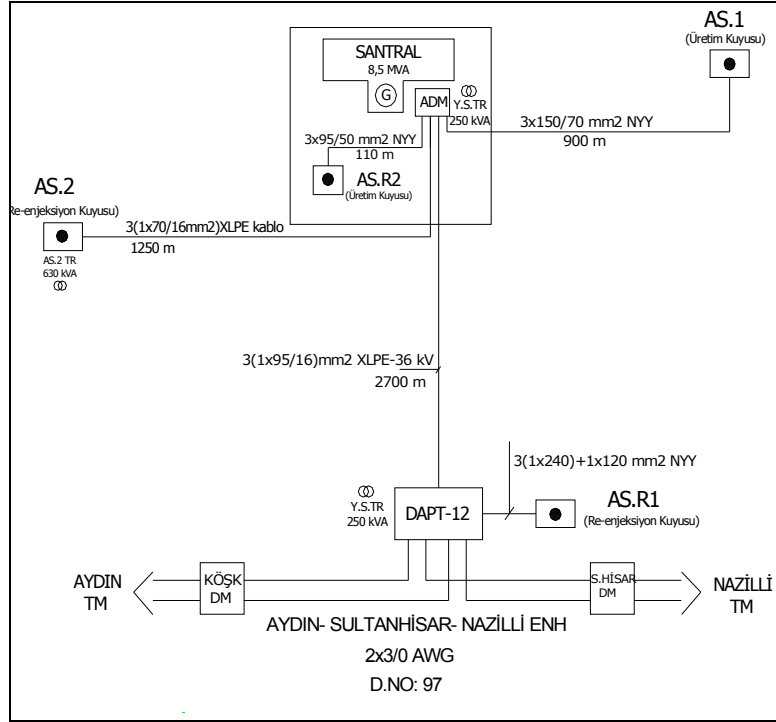 AS.1
(Üretim Kuyusu)
SANTRAL
8,5 MVA
G
ADM
Y.S.TR
250 kVA
3x150/70 mm2 NYY
900 m
3x95/50 mm2 NYY
110 m
AS.R2
(Üretim Kuyusu)
AS.2
Re-enjeksiyon Kuyusu)
3(1x70/16mm2)XLPE kablo
1250 m
AS.2 TR
630 kVA
3(1x95/16)mm2 XLPE-36 kV
2700 m
3(1x240)+1x120 mm2 NYY
Y.S.TR
250 kVA
DAPT-12
AS.R1
(Re-enjeksiyon Kuyusu)
AYDIN
TM
KÖŞK
DM
S.HİSAR
DM
NAZİLLİ
TM
AYDIN- SULTANHİSAR- NAZİLLİ ENH
2x3/0 AWG
D.NO: 97